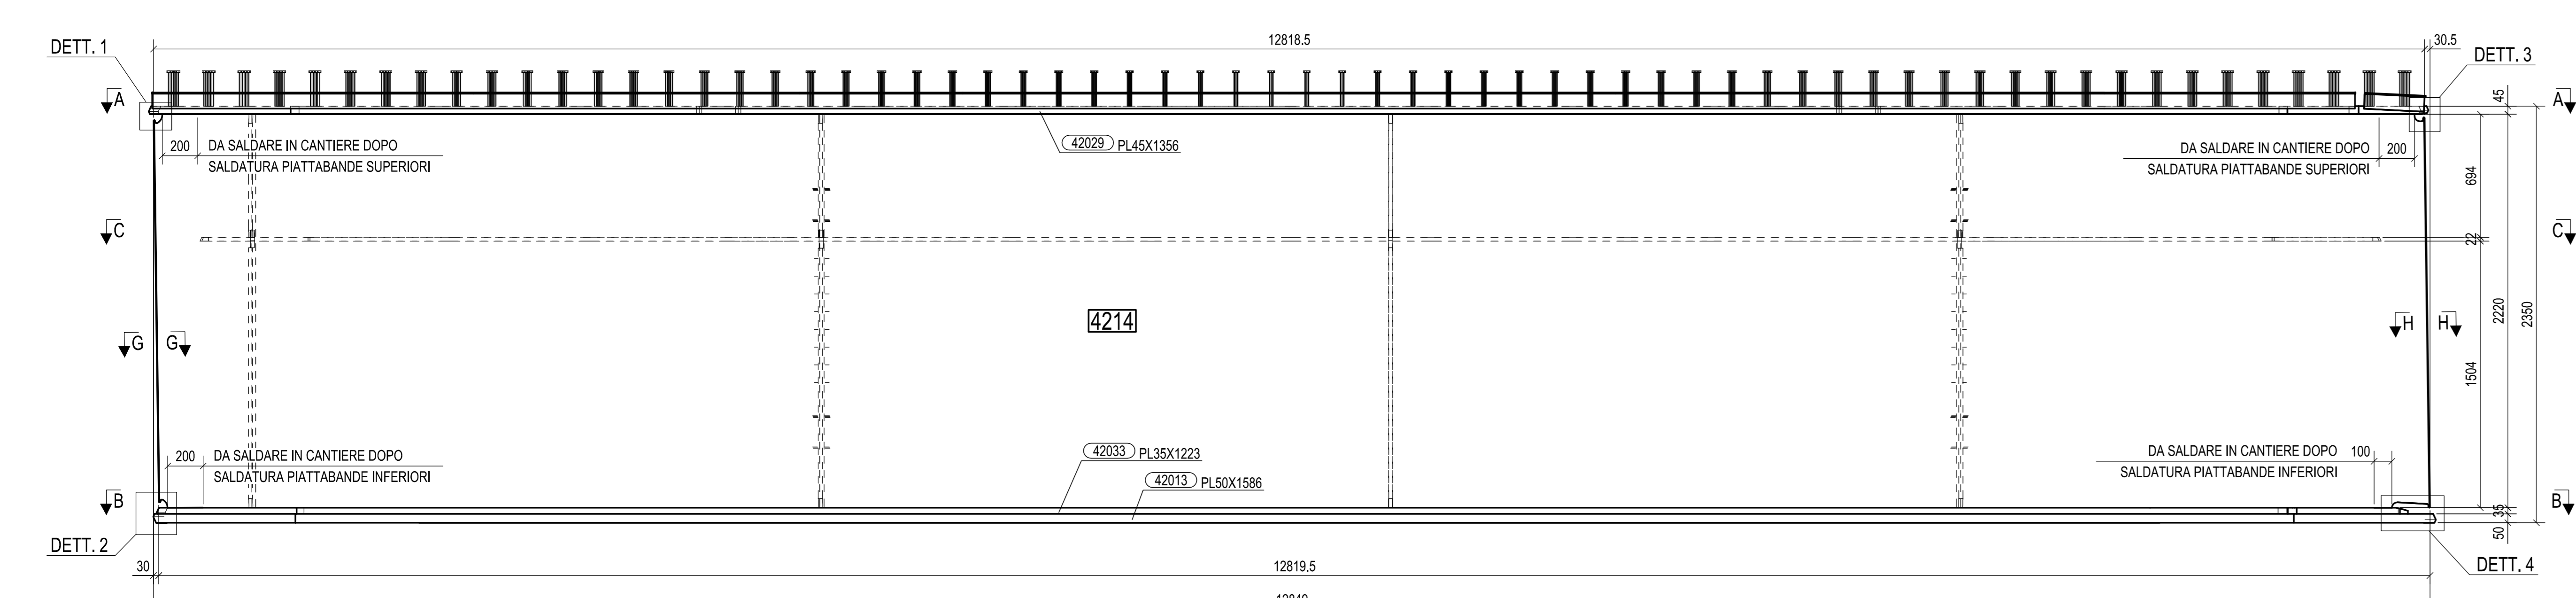 12818.5
30.5
DETT. 1
DETT. 3
A
A
45
200
DA SALDARE IN CANTIERE DOPO
SALDATURA PIATTABANDE SUPERIORI
42029 PL45X1356
DA SALDARE IN CANTIERE DOPO
200
SALDATURA PIATTABANDE SUPERIORI
694
C
C
22
4214
2220
2350
G
G
H
H
1504
200
DA SALDARE IN CANTIERE DOPO
SALDATURA PIATTABANDE INFERIORI
42033 PL35X1223
42013 PL50X1586
DA SALDARE IN CANTIERE DOPO
100
SALDATURA PIATTABANDE INFERIORI
B
B
35
50
DETT. 2
DETT. 4
30
12819.5